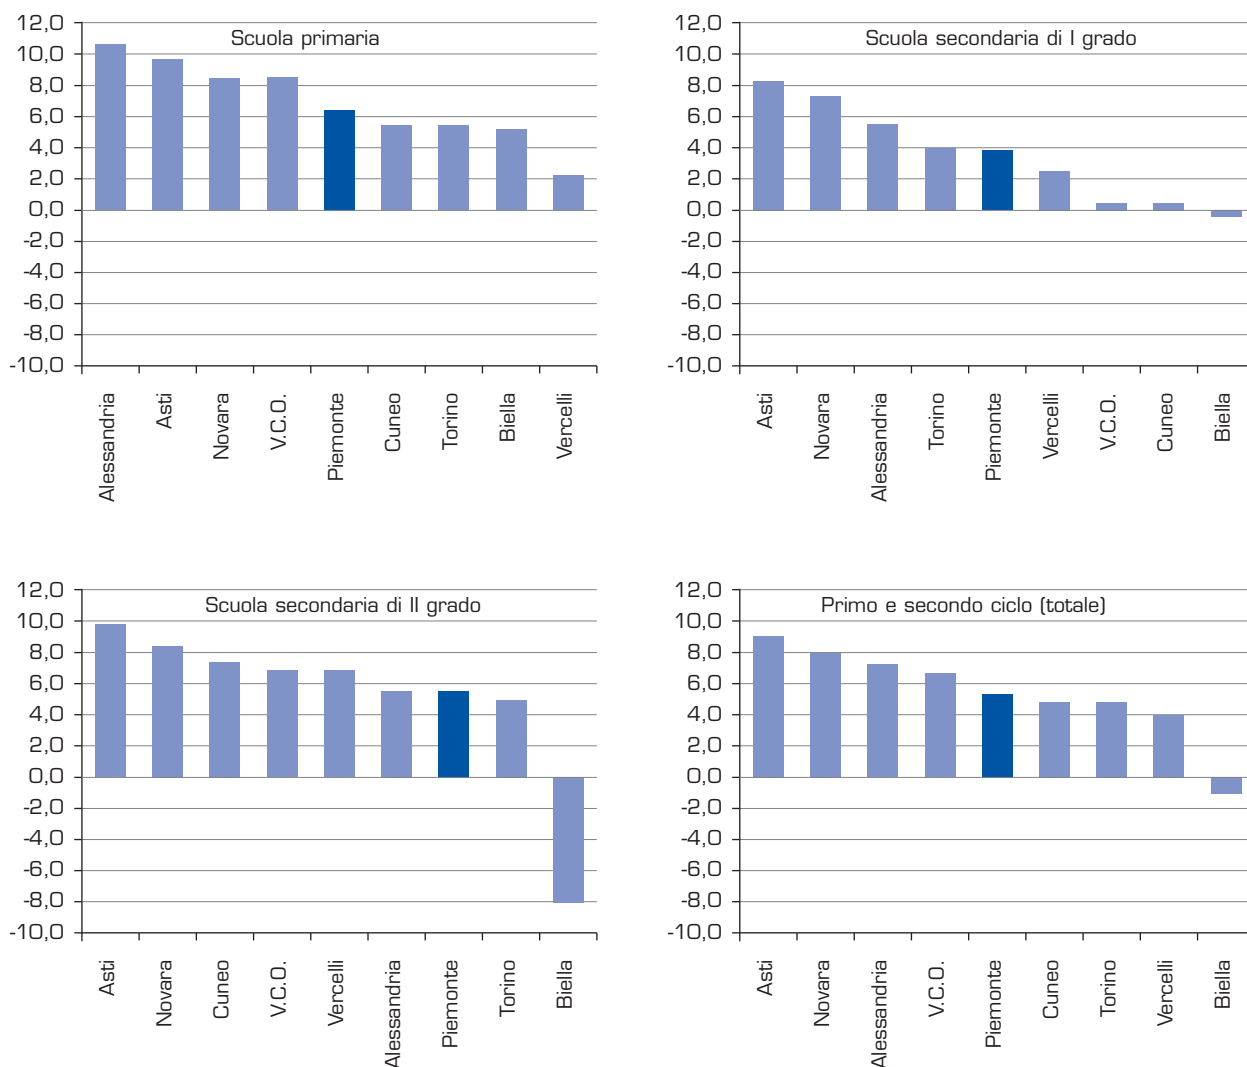 Scuola primaria
12,0
10,0
8,0
6,0
4,0
2,0
0,0
-2,0
-4,0
-6,0
-8,0
-10,0
Alessandria
Asti
Novara
V.C.O.
Piemonte
Cuneo
Torino
Biella
Vercelli
Scuola secondaria di I grado
12,0
10,0
8,0
6,0
4,0
2,0
0,0
-2,0
-4,0
-6,0
-8,0
-10,0
Asti
Novara
Alessandria
Torino
Piemonte
Vercelli
V.C.O.
Cuneo
Biella
Scuola secondaria di II grado
12,0
10,0
8,0
6,0
4,0
2,0
0,0
-2,0
-4,0
-6,0
-8,0
-10,0
Asti
Novara
Cuneo
V.C.O.
Vercelli
Alessandria
Piemonte
Torino
Biella
Primo e secondo ciclo (totale)
12,0
10,0
8,0
6,0
4,0
2,0
0,0
-2,0
-4,0
-6,0
-8,0
-10,0
Asti
Novara
Alessandria
V.C.O.
Piemonte
Cuneo
Torino
Vercelli
Biella